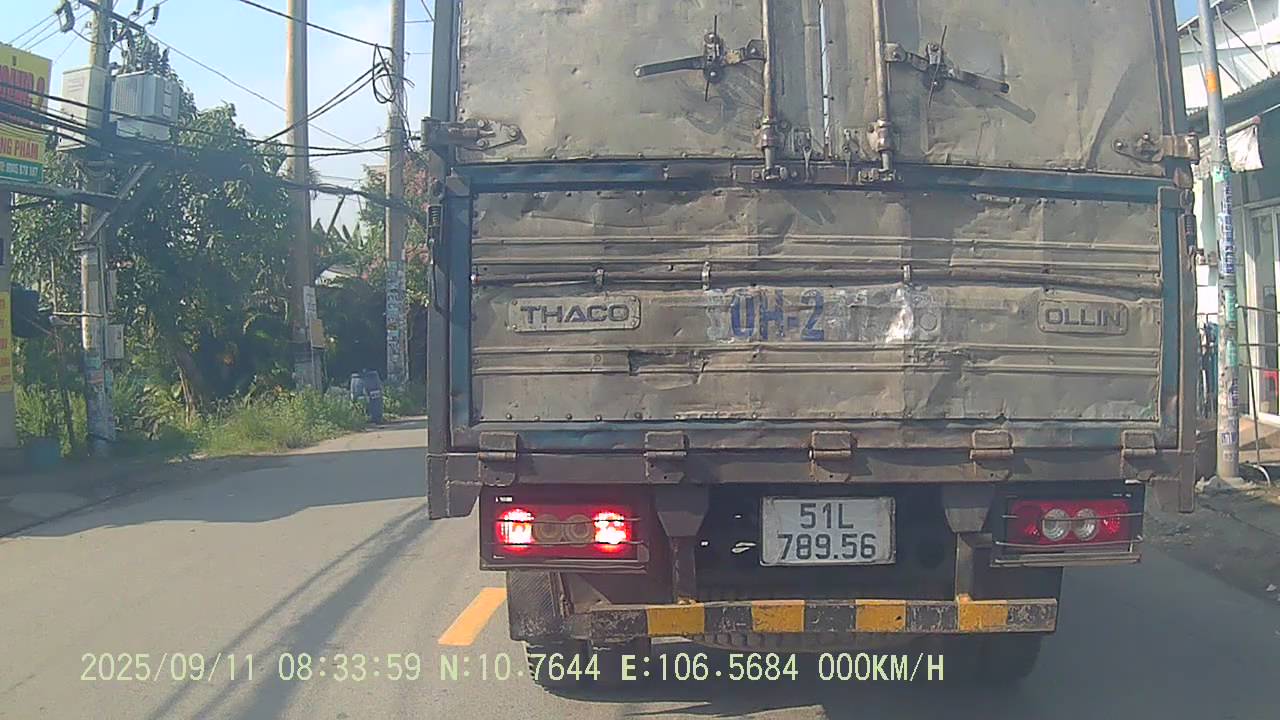 NG PHẨM
THACO
0H-2
OLLIN
51L
789.56
2025/09/11 08:33:59 N:10.7644 E:106.5684 000KM/H